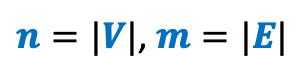 n = |V|, m = |E|